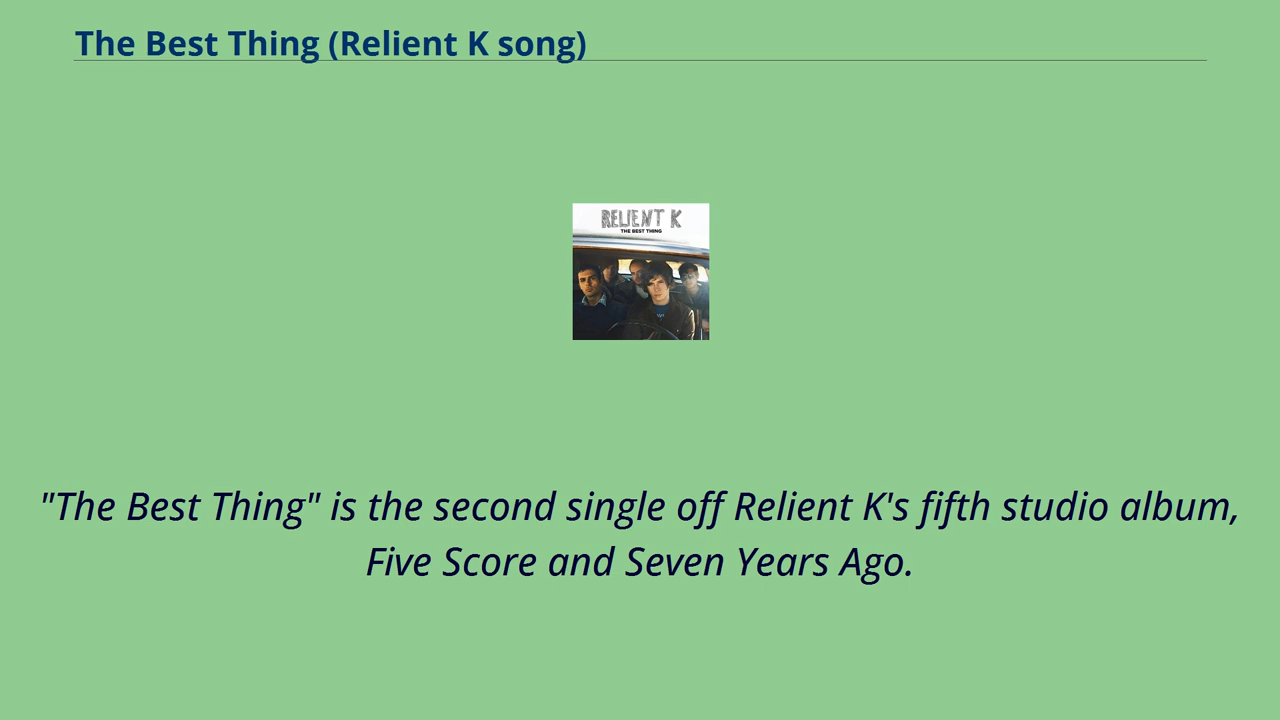 The Best Thing (Relient K song)
RELIENT K
THE BEST THING
"The Best Thing" is the second single off Relient K's fifth studio album,
Five Score and Seven Years Ago.